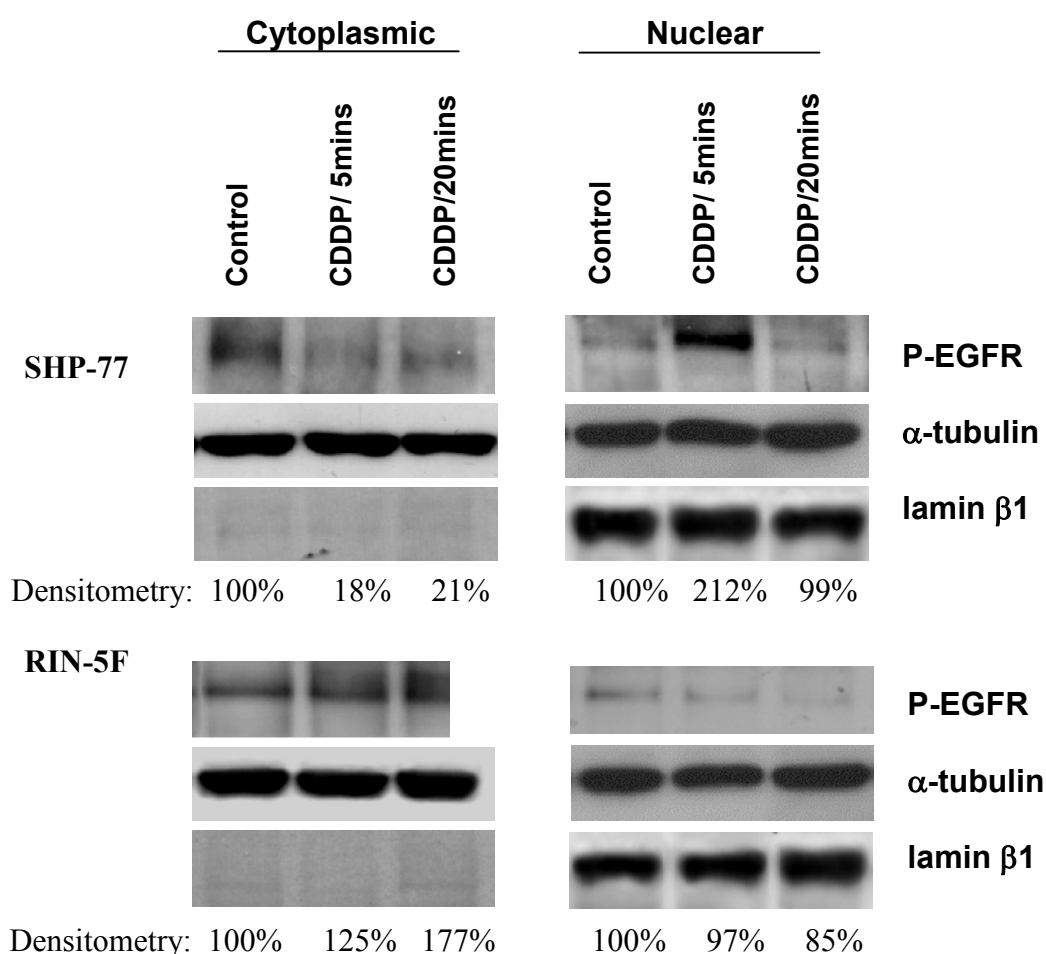 Cytoplasmic Nuclear
Control CDDP/ 5mins CDDP/20mins Control CDDP/ 5mins CDDP/20mins
SHP-77 P-EGFR
α-tubulin
lamin β1
Densitometry: 100% 18% 21% 100% 212% 99%
RIN-5F
P-EGFR
α-tubulin
lamin β1
Densitometry: 100% 125% 177% 100% 97% 85%